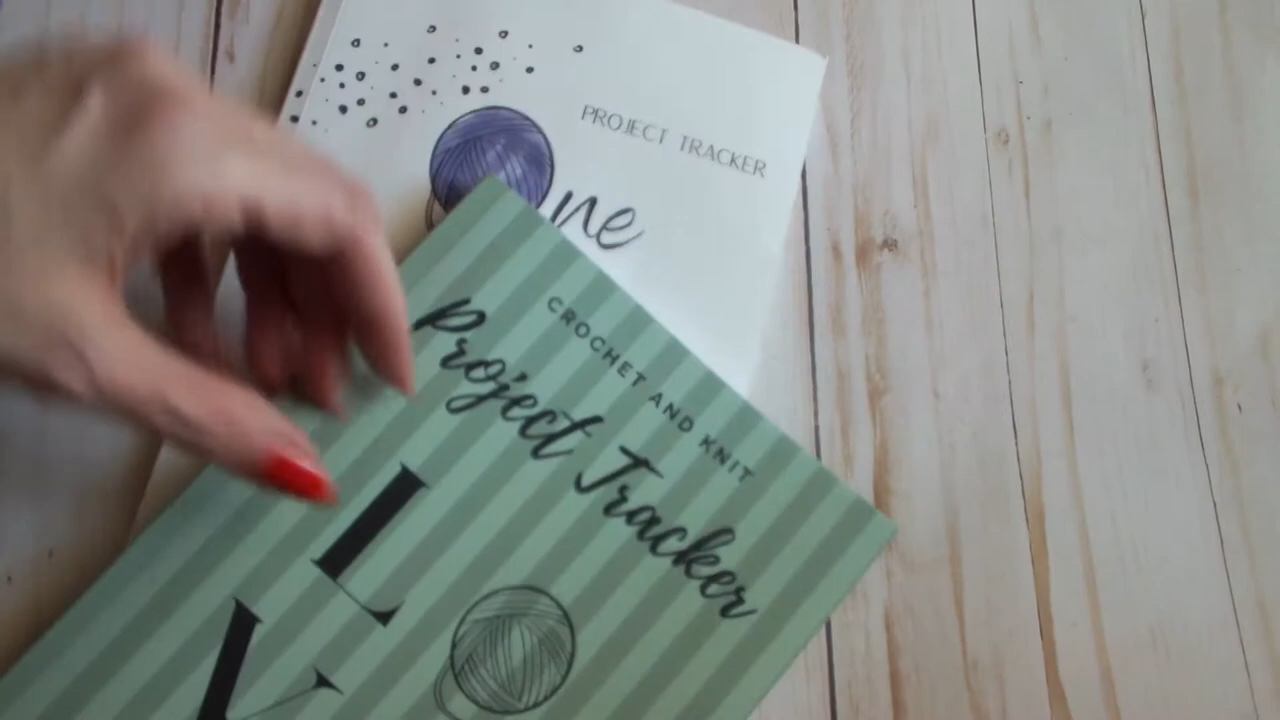 PROJECT TRACKER
ne
CROCHET AND KNIT
Project Tracker
L